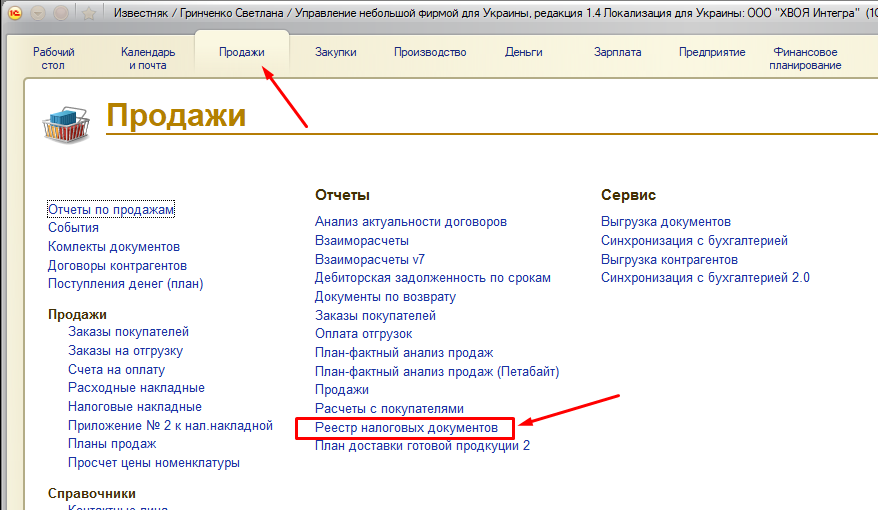 Известняк / Гринченко Светлана / Управление небольшой фирмой для Украины, редакция 1.4 Локализация для Украины: ООО "ХВОЯ Интегра" (1С
Рабочий стол
Календарь и почта
Продажи
Закупки
Производство
Деньги
Зарплата
Предприятие
Финансовое планирование
Продажи
Отчеты по продажам
События
Комлекты документов
Договоры контрагентов
Поступления денег (план)
Продажи
Заказы покупателей
Заказы на отгрузку
Счета на оплату
Расходные накладные
Налоговые накладные
Приложение № 2 к нал.накладной
Планы продаж
Просчет цены номенклатуры
Справочники
Контактные лица
Отчеты
Анализ актуальности договоров
Взаиморасчеты
Взаиморасчеты v7
Дебиторская задолженность по срокам
Документы по возврату
Заказы покупателей
Оплата отгрузок
План-фактный анализ продаж
План-фактный анализ продаж (Петабайт)
Продажи
Расчеты с покупателями
Реестр налоговых документов
План доставки готовой продкуции 2
Сервис
Выгрузка документов
Синхронизация с бухгалтерией
Выгрузка контрагентов
Синхронизация с бухгалтерией 2.0